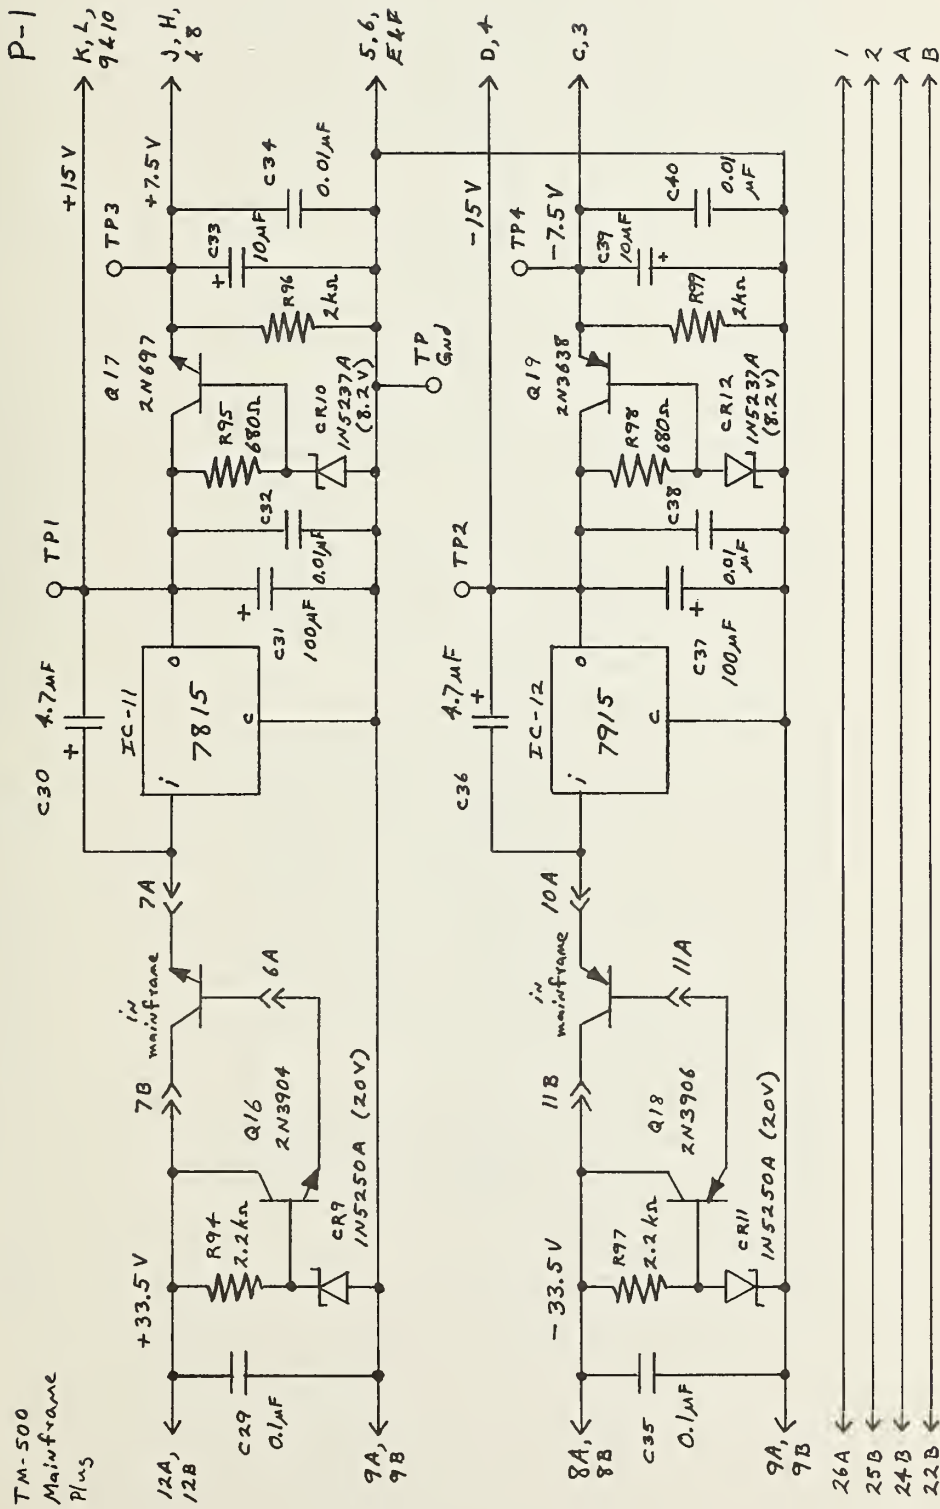 TM-500
Mainframe
Plug
P-1
12A,
12B
+33.5V
C29
0.1µF
R94
2.2kΩ
CR9
1N5250A (20V)
Q16
2N3904
7B
in
mainframe
6A
7A
C30
4.7µF
+
IC-11
7815
i
o
c
TP1
+
C31
100µF
C32
0.01µF
R95
680Ω
CR10
1N5237A
(8.2V)
Q17
2N697
TP
Gnd
R96
2kΩ
TP3
+
C33
10µF
C34
0.01µF
+15V
+7.5V
K, L,
9&10
J, H,
&8
5, 6,
E&F
9A,
9B
8A,
8B
-33.5V
C35
0.1µF
R97
2.2kΩ
CR11
1N5250A (20V)
Q18
2N3906
11B
in
mainframe
11A
10A
C36
4.7µF
+
IC-12
7915
i
o
c
TP2
+
C37
100µF
C38
0.01
µF
R98
680Ω
CR12
1N5237A
(8.2V)
Q19
2N3638
R99
2kΩ
TP4
C39
10µF
+
C40
0.01
µF
-15V
-7.5V
D, 4
C, 3
9A,
9B
26A
1
25B
2
24B
A
22B
B